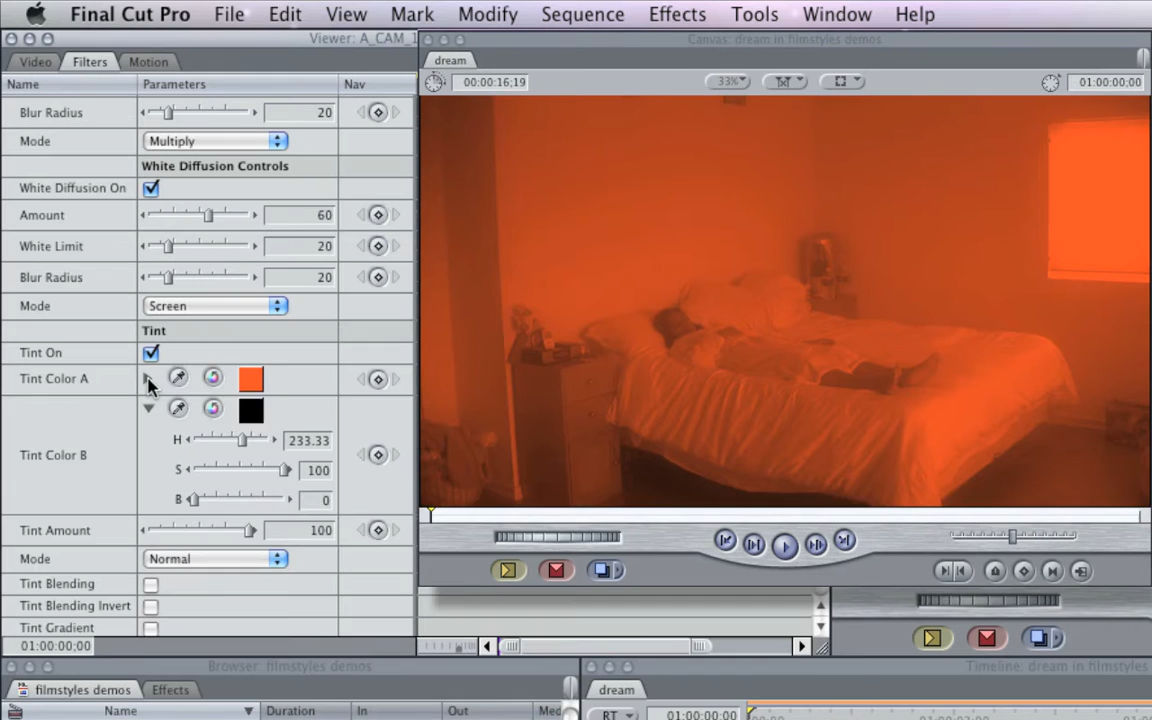 Final Cut Pro File Edit View Mark Modify Sequence Effects Tools Window Help
Viewer: A_CAM_1
Canvas: dream in filmstyles demos
Video Filters Motion
dream
00:00:16;19 33% 01:00:00;00
Name Parameters Nav
Blur Radius 20
Mode Multiply
White Diffusion Controls
White Diffusion On
Amount 60
White Limit 20
Blur Radius 20
Mode Screen
Tint
Tint On
Tint Color A
Tint Color B
H 233.33
S 100
B 0
Tint Amount 100
Mode Normal
Tint Blending
Tint Blending Invert
Tint Gradient
01:00:00;00
Browser: filmstyles demos
Timeline: dream in filmstyles
filmstyles demos Effects
dream
Name Duration In Out Med
RT 01:00:00;00